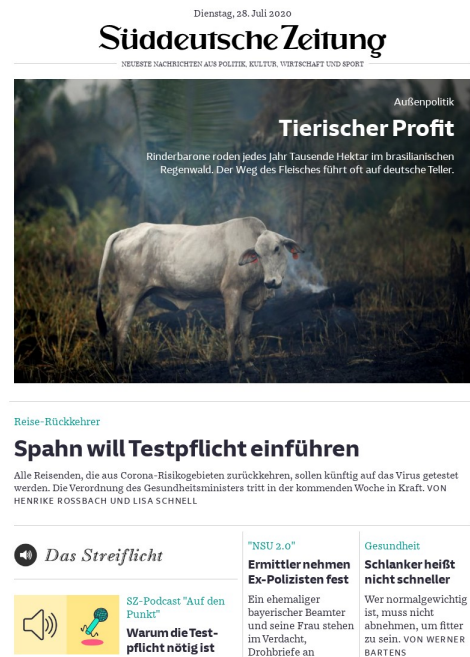 Dienstag, 28. Juli 2020
Süddeutsche Zeitung
NEUESTE NACHRICHTEN AUS POLITIK, KULTUR, WIRTSCHAFT UND SPORT
Außenpolitik
Tierischer Profit
Rinderbarone roden jedes Jahr Tausende Hektar im brasilianischen
Regenwald. Der Weg des Fleisches führt oft auf deutsche Teller.
Reise-Rückkehrer
Spahn will Testpflicht einführen
Alle Reisenden, die aus Corona-Risikogebieten zurückkehren, sollen künftig auf das Virus getestet
werden. Die Verordnung des Gesundheitsministers tritt in der kommenden Woche in Kraft. VON
HENRIKE ROSSBACH UND LISA SCHNELL
Das Streiflicht
SZ-Podcast "Auf den
Punkt"
Warum die Test-
pflicht nötig ist
"NSU 2.0"
Ermittler nehmen
Ex-Polizisten fest
Ein ehemaliger
bayerischer Beamter
und seine Frau stehen
im Verdacht,
Drohbriefe an
Gesundheit
Schlanker heißt
nicht schneller
Wer normalgewichtig
ist, muss nicht
abnehmen, um fitter
zu sein. VON WERNER
BARTENS